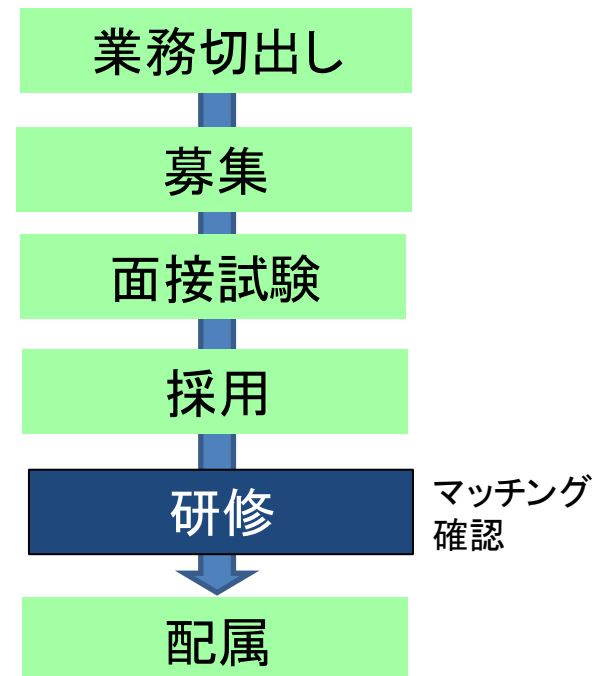 業務切出し
募集
面接試験
採用
研修
マッチング
確認
配属